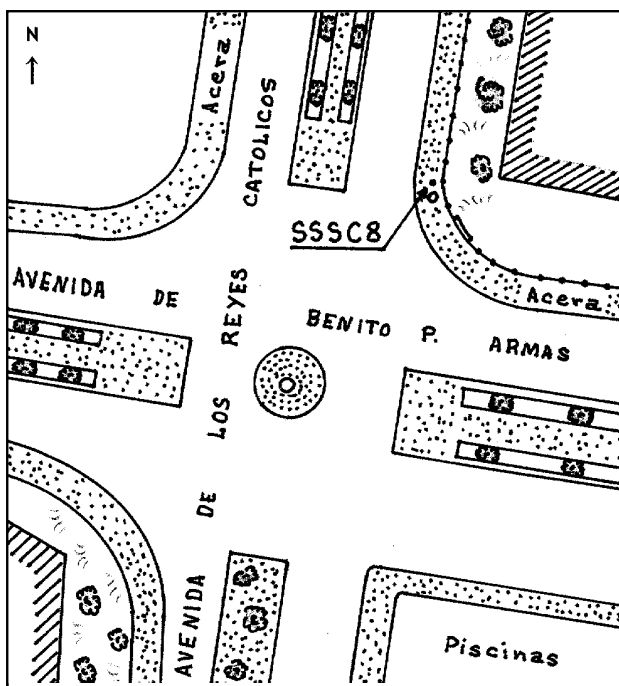 N
Acera
CATOLICOS
SSSC8
AVENIDA DE
REYES
BENITO P. ARMAS
Acera
LOS
DE
AVENIDA
Piscinas